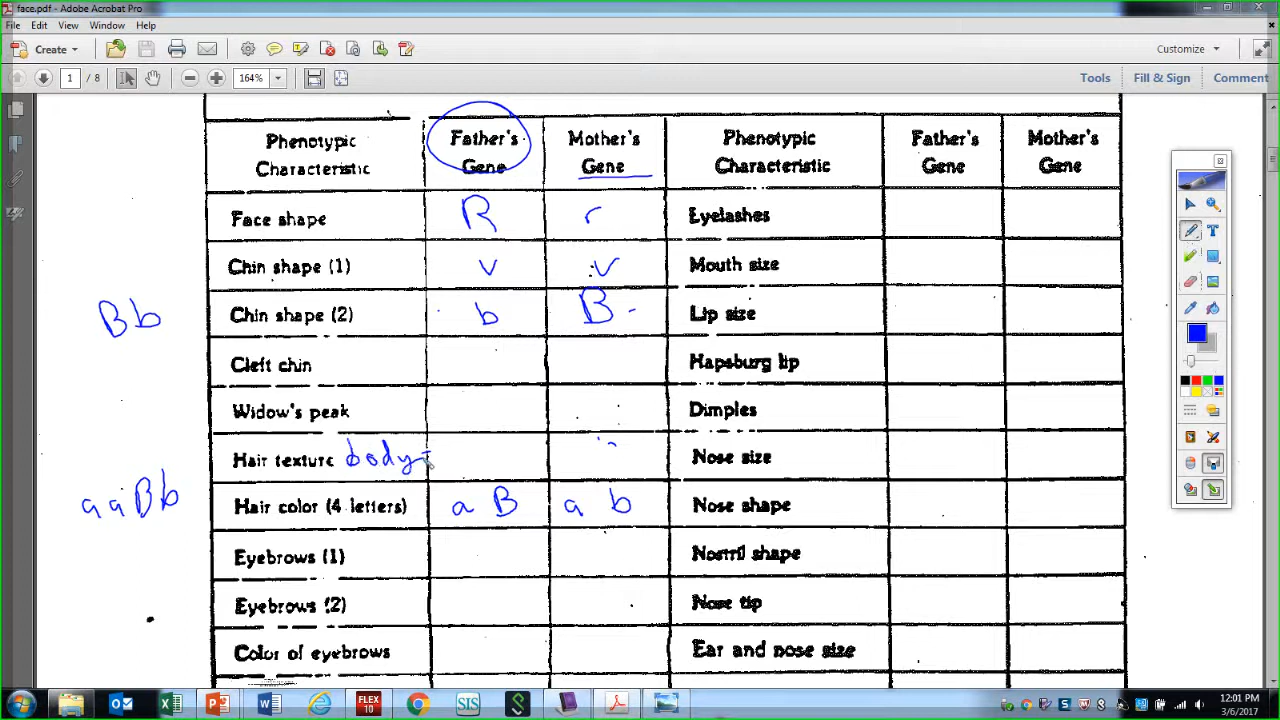 face.pdf - Adobe Acrobat Pro
File Edit View Window Help
Create Customize
1 / 8 164% Tools Fill & Sign Comment
Phenotypic Characteristic Father's Gene Mother's Gene Phenotypic Characteristic Father's Gene Mother's Gene
Face shape R r Eyelashes
Chin shape (1) v v Mouth size
Bb Chin shape (2) b B Lip size
Cleft chin Hapsburg lip
Widow's peak Dimples
Hair texture body= Nose size
aaBb Hair color (4 letters) a B a b Nose shape
Eyebrows (1) Nostril shape
Eyebrows (2) Nose tip
Color of eyebrows Ear and nose size
FLEX 10 SIS 12:01 PM
3/6/2017